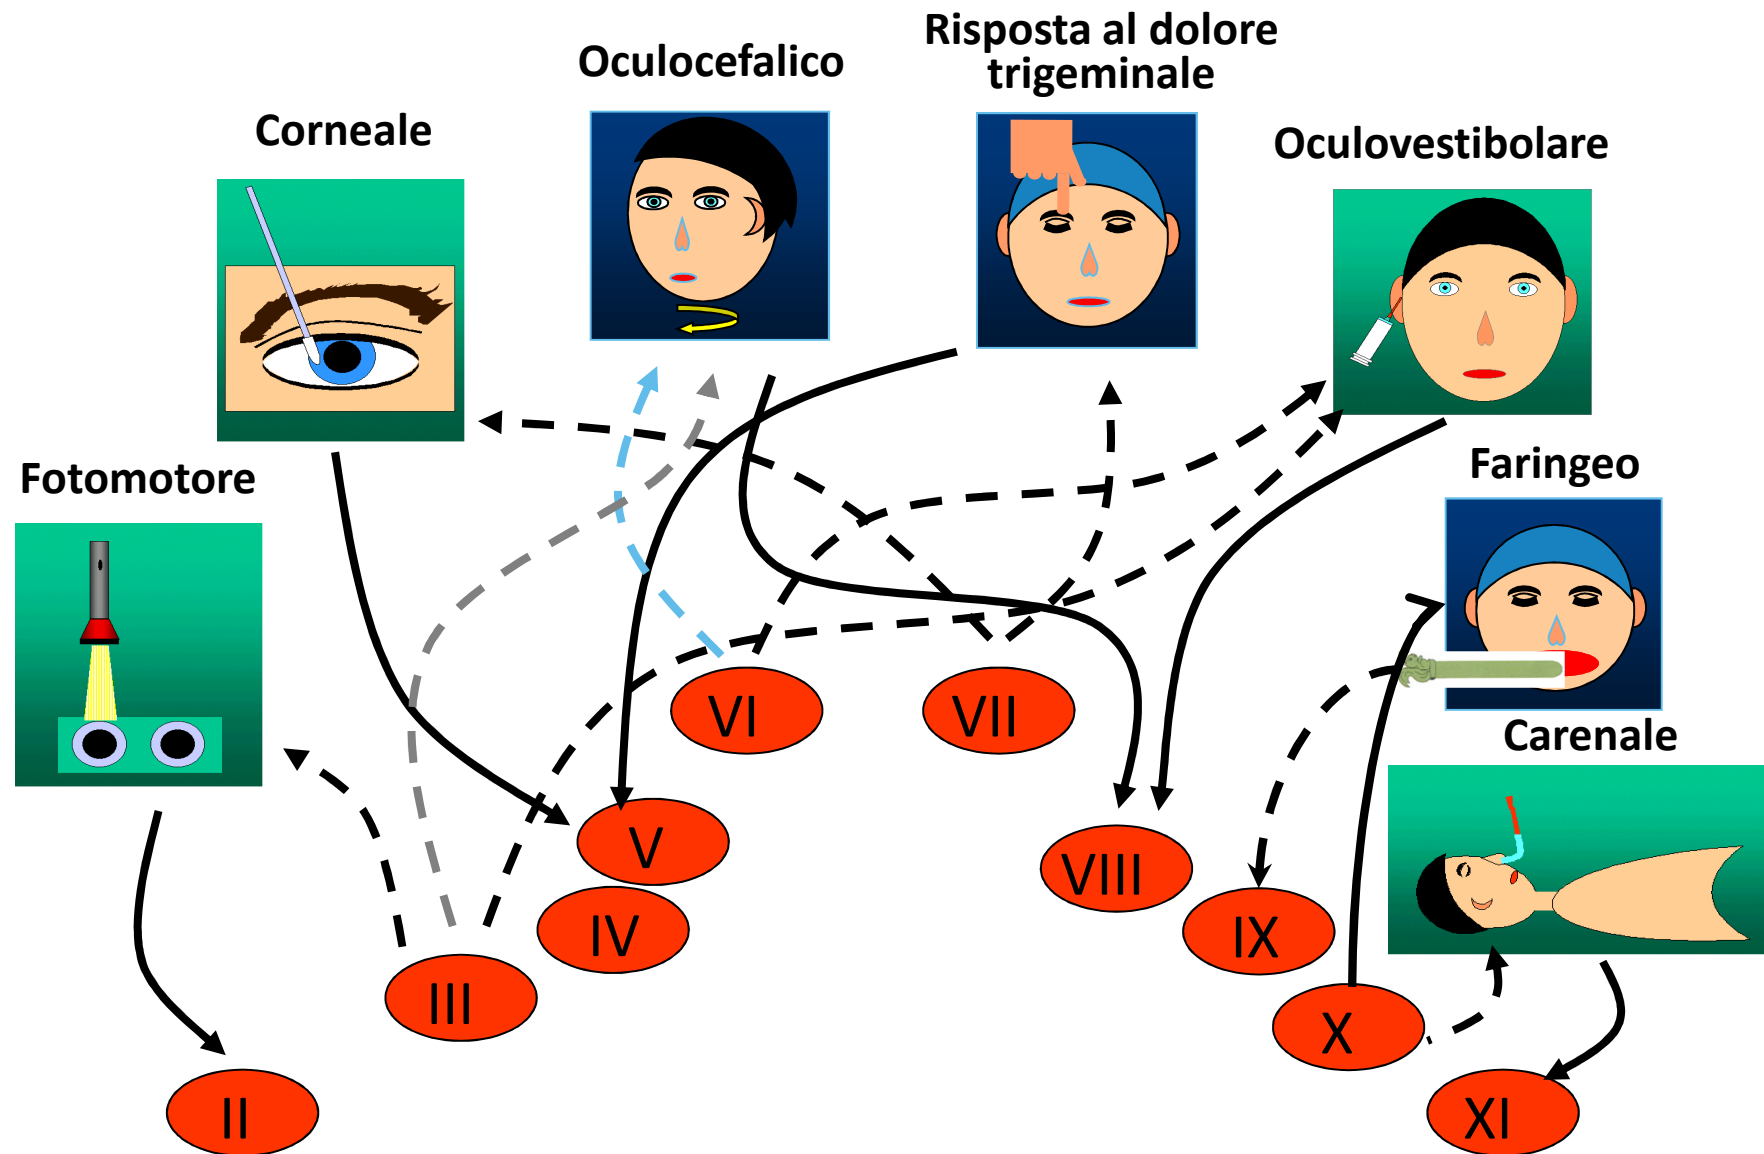 Risposta al dolore
trigeminale
Oculocefalico
Corneale
Oculovestibolare
Fotomotore
Faringeo
VI
VII
Carenale
V
VIII
IV
IX
III
X
II
XI